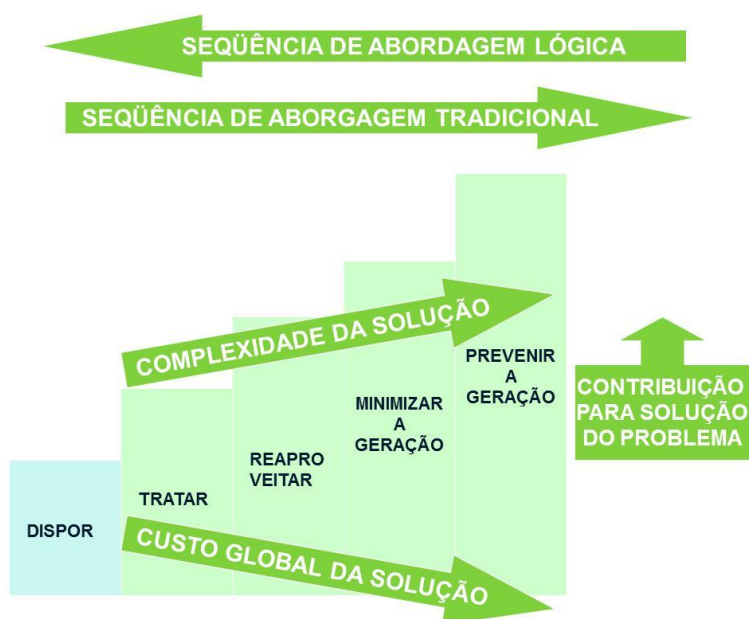 SEQÜÊNCIA DE ABORDAGEM LÓGICA
SEQÜÊNCIA DE ABORGAGEM TRADICIONAL
COMPLEXIDADE DA SOLUÇÃO
PREVENIR
A
GERAÇÃO
CONTRIBUIÇÃO
PARA SOLUÇÃO
DO PROBLEMA
MINIMIZAR
A
GERAÇÃO
REAPRO
VEITAR
TRATAR
DISPOR
CUSTO GLOBAL DA SOLUÇÃO